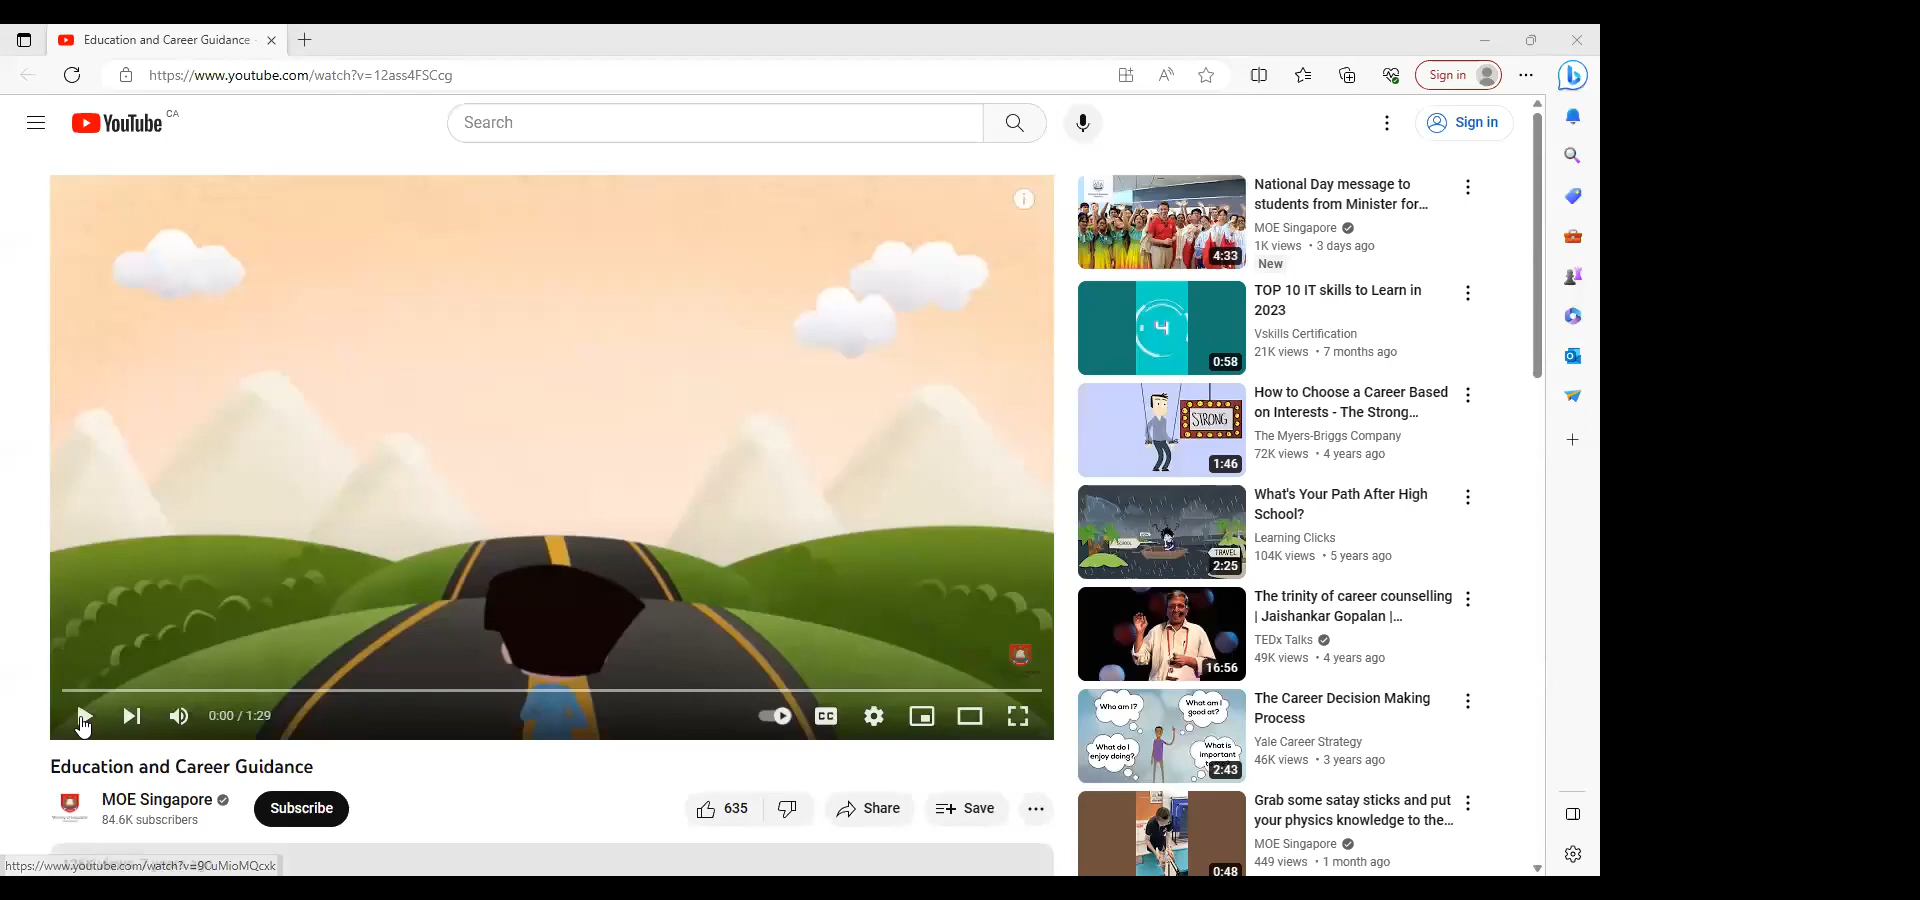 Education and Career Guidance
https://www.youtube.com/watch?v=12ass4FSCcg
Sign in
YouTube CA
Search
Sign in
0:00 / 1:29
CC
Education and Career Guidance
MOE Singapore
84.6K subscribers
Subscribe
635
Share
Save
https://www.youtube.com/watch?v=9CuMioMQcxk
National Day message to
students from Minister for...
MOE Singapore
1K views • 3 days ago
New
4:33
TOP 10 IT skills to Learn in
2023
Vskills Certification
21K views • 7 months ago
4
0:58
How to Choose a Career Based
on Interests - The Strong...
The Myers-Briggs Company
72K views • 4 years ago
STRONG
1:46
What's Your Path After High
School?
Learning Clicks
104K views • 5 years ago
SCHOOL
TRAVEL
2:25
The trinity of career counselling
| Jaishankar Gopalan |...
TEDx Talks
49K views • 4 years ago
16:56
The Career Decision Making
Process
Yale Career Strategy
46K views • 3 years ago
Who am I?
What am I
good at?
What do I
enjoy doing?
What is
important
2:43
Grab some satay sticks and put
your physics knowledge to the...
MOE Singapore
449 views • 1 month ago
0:48